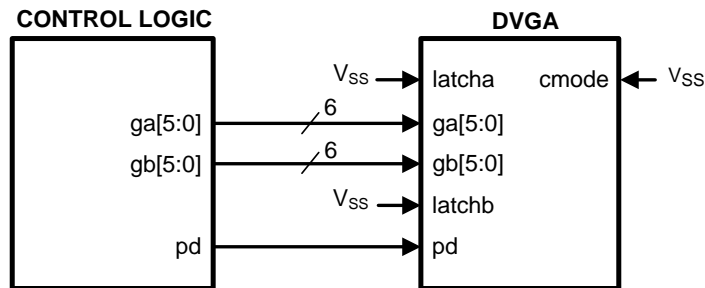 CONTROL LOGIC
DVGA
VSS
latcha
cmode
VSS
ga[5:0]
6
ga[5:0]
gb[5:0]
6
gb[5:0]
VSS
latchb
pd
pd